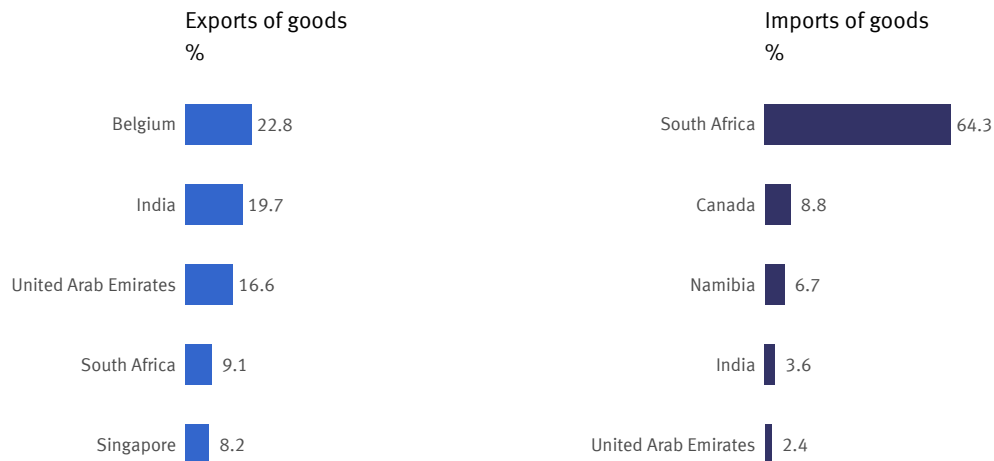 Exports of goods
%
Belgium 22.8
India 19.7
United Arab Emirates 16.6
South Africa 9.1
Singapore 8.2
Imports of goods
%
South Africa 64.3
Canada 8.8
Namibia 6.7
India 3.6
United Arab Emirates 2.4